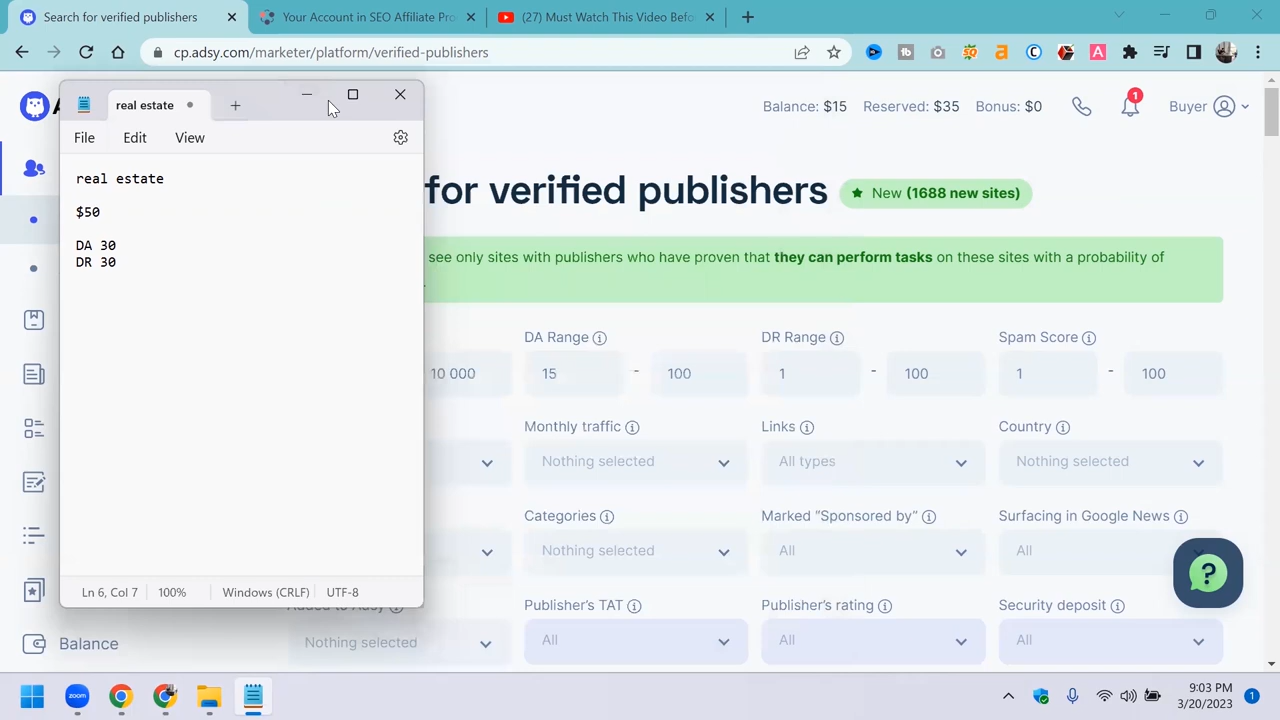 Search for verified publishers
Your Account in SEO Affiliate Pro
(27) Must Watch This Video Befo
cp.adsy.com/marketer/platform/verified-publishers
real estate
File Edit View
real estate
$50
DA 30
DR 30
Ln 6, Col 7 100% Windows (CRLF) UTF-8
Balance: $15 Reserved: $35 Bonus: $0 1 Buyer
for verified publishers New (1688 new sites)
see only sites with publishers who have proven that they can perform tasks on these sites with a probability of
DA Range DR Range Spam Score
10 000 15 - 100 1 - 100 1 - 100
Monthly traffic Links Country
Nothing selected All types Nothing selected
Categories Marked “Sponsored by” Surfacing in Google News
Nothing selected All All
Added to Adsy Publisher's TAT Publisher's rating Security deposit
Nothing selected All All All
Balance
zoom
9:03 PM
3/20/2023
1